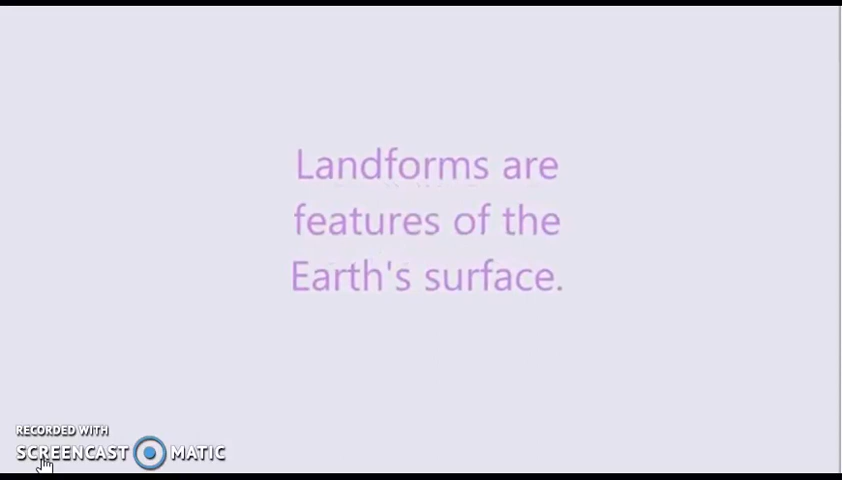 Landforms are
features of the
Earth's surface.
RECORDED WITH
SCREENCAST MATIC